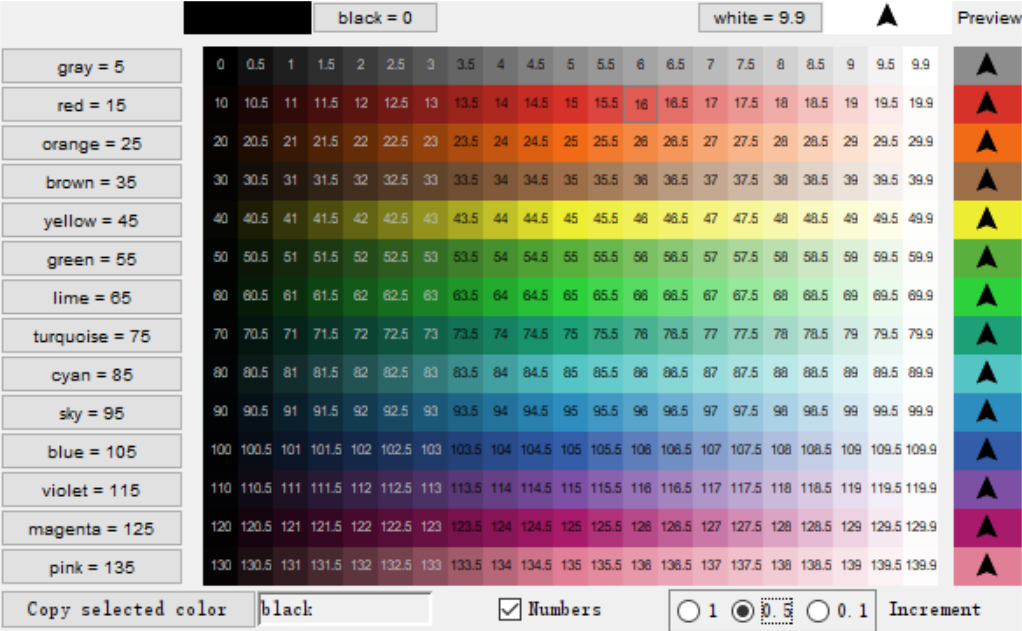 black = 0 white = 9.9 Preview
gray = 5 0 0.5 1 1.5 2 2.5 3 3.5 4 4.5 5 5.5 6 6.5 7 7.5 8 8.5 9 9.5 9.9
red = 15 10 10.5 11 11.5 12 12.5 13 13.5 14 14.5 15 15.5 16 16.5 17 17.5 18 18.5 19 19.5 19.9
orange = 25 20 20.5 21 21.5 22 22.5 23 23.5 24 24.5 25 25.5 26 26.5 27 27.5 28 28.5 29 29.5 29.9
brown = 35 30 30.5 31 31.5 32 32.5 33 33.5 34 34.5 35 35.5 36 36.5 37 37.5 38 38.5 39 39.5 39.9
yellow = 45 40 40.5 41 41.5 42 42.5 43 43.5 44 44.5 45 45.5 46 46.5 47 47.5 48 48.5 49 49.5 49.9
green = 55 50 50.5 51 51.5 52 52.5 53 53.5 54 54.5 55 55.5 56 56.5 57 57.5 58 58.5 59 59.5 59.9
lime = 65 60 60.5 61 61.5 62 62.5 63 63.5 64 64.5 65 65.5 66 66.5 67 67.5 68 68.5 69 69.5 69.9
turquoise = 75 70 70.5 71 71.5 72 72.5 73 73.5 74 74.5 75 75.5 76 76.5 77 77.5 78 78.5 79 79.5 79.9
cyan = 85 80 80.5 81 81.5 82 82.5 83 83.5 84 84.5 85 85.5 86 86.5 87 87.5 88 88.5 89 89.5 89.9
sky = 95 90 90.5 91 91.5 92 92.5 93 93.5 94 94.5 95 95.5 96 96.5 97 97.5 98 98.5 99 99.5 99.9
blue = 105 100 100.5 101 101.5 102 102.5 103 103.5 104 104.5 105 105.5 106 106.5 107 107.5 108 108.5 109 109.5 109.9
violet = 115 110 110.5 111 111.5 112 112.5 113 113.5 114 114.5 115 115.5 116 116.5 117 117.5 118 118.5 119 119.5 119.9
magenta = 125 120 120.5 121 121.5 122 122.5 123 123.5 124 124.5 125 125.5 126 126.5 127 127.5 128 128.5 129 129.5 129.9
pink = 135 130 130.5 131 131.5 132 132.5 133 133.5 134 134.5 135 135.5 136 136.5 137 137.5 138 138.5 139 139.5 139.9
Copy selected color black Numbers 1 0.5 0.1 Increment